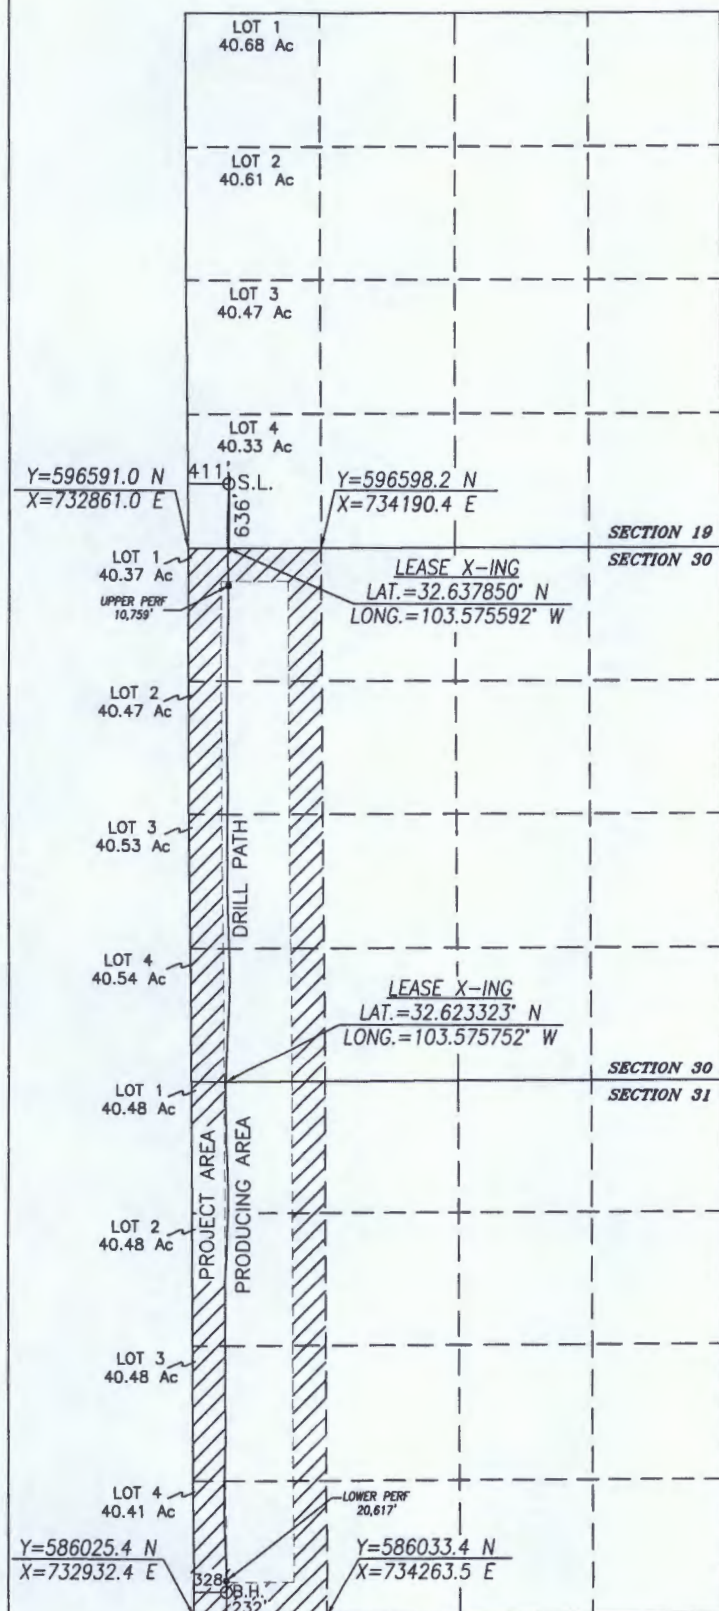 LOT 1
40.68 Ac
LOT 2
40.61 Ac
LOT 3
40.47 Ac
LOT 4
40.33 Ac
411'
S.L.
636'
Y=596591.0 N
X=732861.0 E
Y=596598.2 N
X=734190.4 E
SECTION 19
SECTION 30
LOT 1
40.37 Ac
LEASE X-ING
LAT.=32.637850° N
LONG.=103.575592° W
UPPER PERF
10,759'
LOT 2
40.47 Ac
LOT 3
40.53 Ac
DRILL PATH
LOT 4
40.54 Ac
LEASE X-ING
LAT.=32.623323° N
LONG.=103.575752° W
SECTION 30
SECTION 31
LOT 1
40.48 Ac
PROJECT AREA
PRODUCING AREA
LOT 2
40.48 Ac
LOT 3
40.48 Ac
LOT 4
40.41 Ac
LOWER PERF
20,617'
Y=586025.4 N
X=732932.4 E
Y=586033.4 N
X=734263.5 E
328'
B.H.
232'